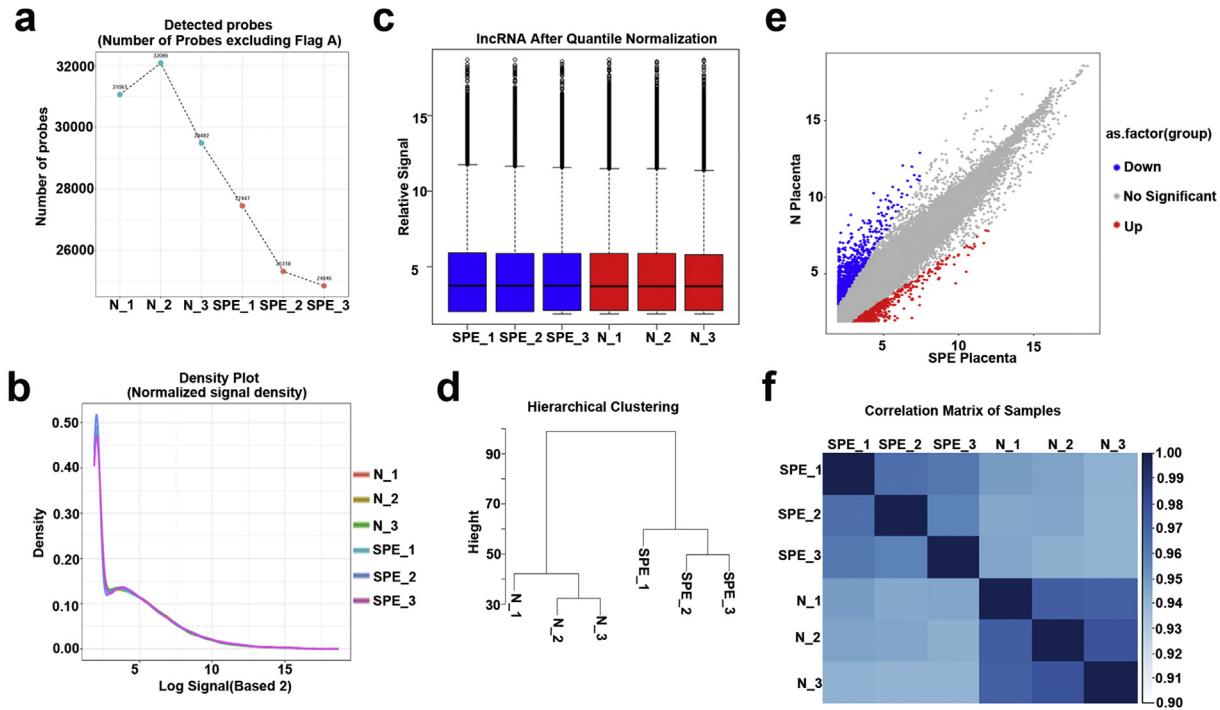 a
Detected probes
(Number of Probes excluding Flag A)
Number of probes
32000
30000
28000
26000
31061
32086
29482
27447
25318
24846
N_1
N_2
N_3
SPE_1
SPE_2
SPE_3
c
lncRNA After Quantile Normalization
Relative Signal
15
10
5
SPE_1
SPE_2
SPE_3
N_1
N_2
N_3
e
N Placenta
15
10
5
5
10
15
SPE Placenta
as.factor(group)
Down
No Significant
Up
b
Density Plot
(Normalized signal density)
Density
0.50
0.40
0.30
0.20
0.10
0.00
5
10
15
Log Signal(Based 2)
N_1
N_2
N_3
SPE_1
SPE_2
SPE_3
d
Hierarchical Clustering
Hieght
90
70
50
30
N_1
N_2
N_3
SPE_1
SPE_2
SPE_3
f
Correlation Matrix of Samples
SPE_1
SPE_2
SPE_3
N_1
N_2
N_3
SPE_1
SPE_2
SPE_3
N_1
N_2
N_3
1.00
0.99
0.98
0.97
0.96
0.95
0.94
0.93
0.92
0.91
0.90